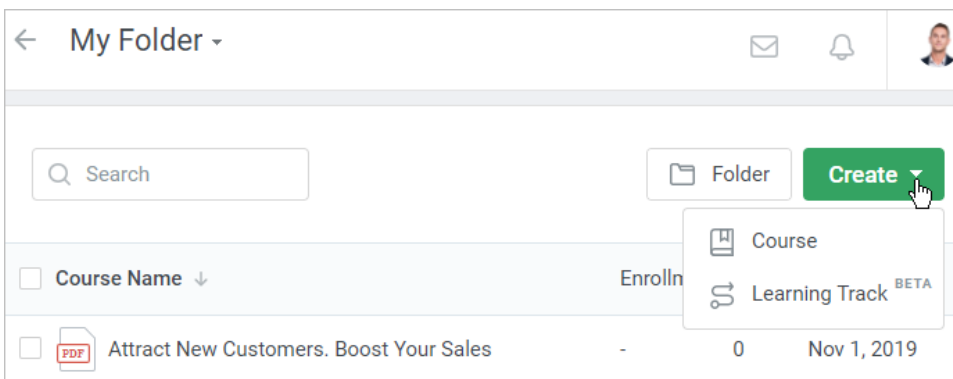 My Folder
Search
Folder
Create
Course
Learning Track BETA
Course Name
PDF Attract New Customers. Boost Your Sales - 0 Nov 1, 2019